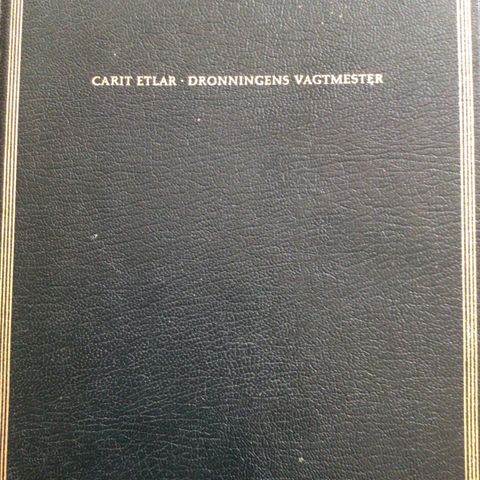 CARIT ETLAR · DRONNINGENS VAGTMESTER